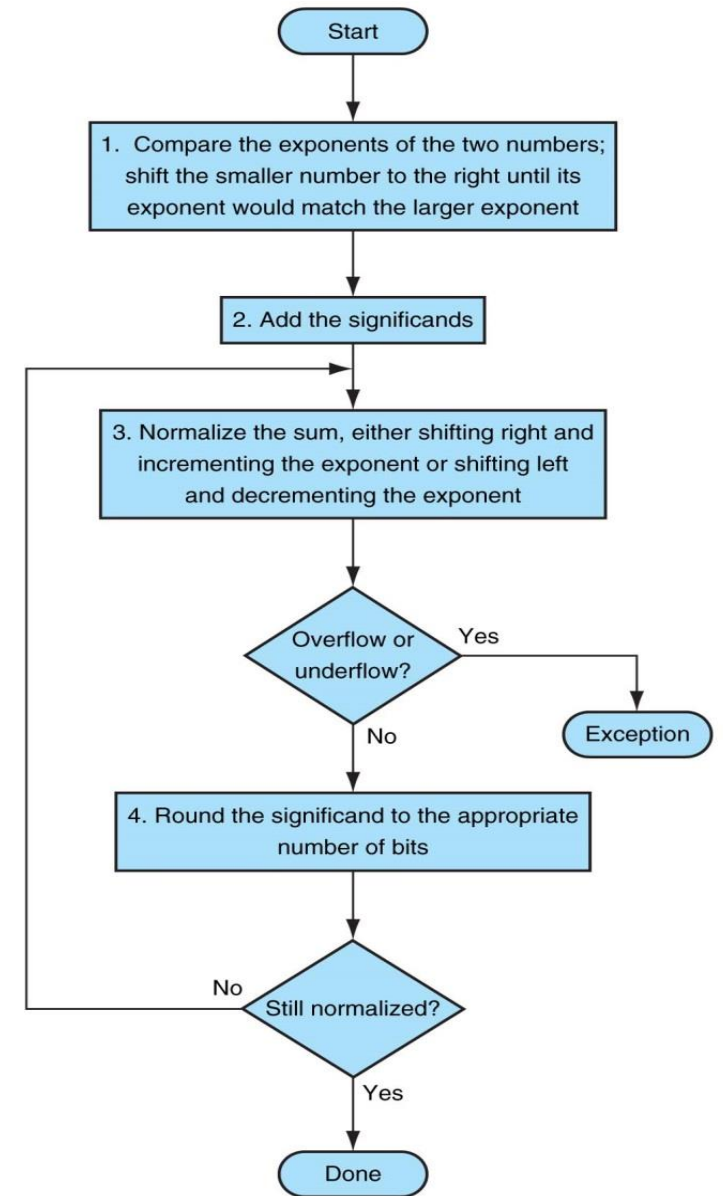 Start
1. Compare the exponents of the two numbers;
shift the smaller number to the right until its
exponent would match the larger exponent
2. Add the significands
3. Normalize the sum, either shifting right and
incrementing the exponent or shifting left
and decrementing the exponent
Overflow or
underflow?
Yes
Exception
No
4. Round the significand to the appropriate
number of bits
No
Still normalized?
Yes
Done